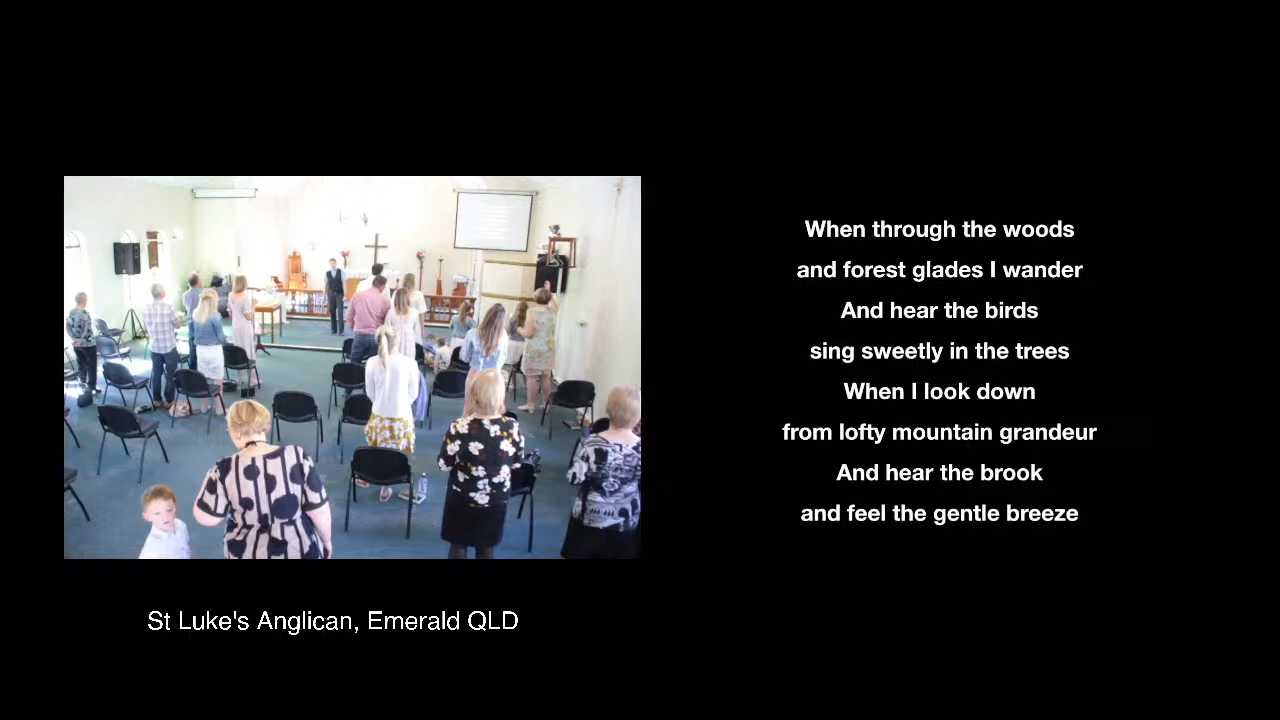 When through the woods
and forest glades I wander
And hear the birds
sing sweetly in the trees
When I look down
from lofty mountain grandeur
And hear the brook
and feel the gentle breeze
St Luke's Anglican, Emerald QLD